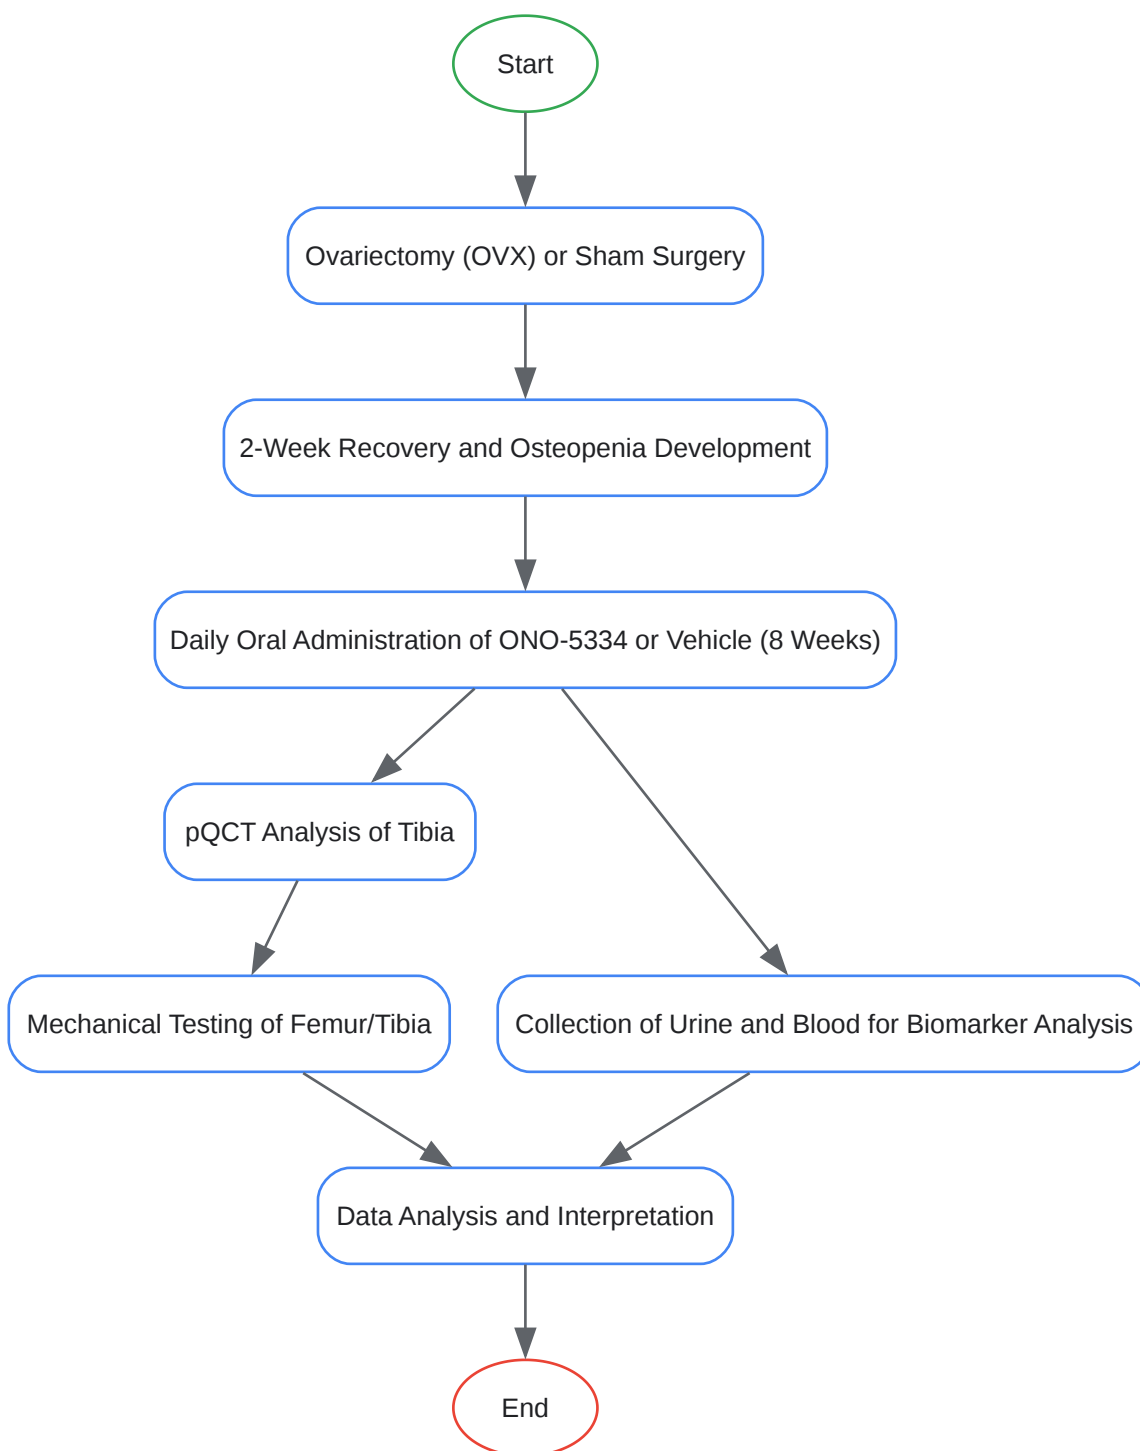 Start
Ovariectomy (OVX) or Sham Surgery
2-Week Recovery and Osteopenia Development
Daily Oral Administration of ONO-5334 or Vehicle (8 Weeks)
pQCT Analysis of Tibia
Mechanical Testing of Femur/Tibia
Collection of Urine and Blood for Biomarker Analysis
Data Analysis and Interpretation
End